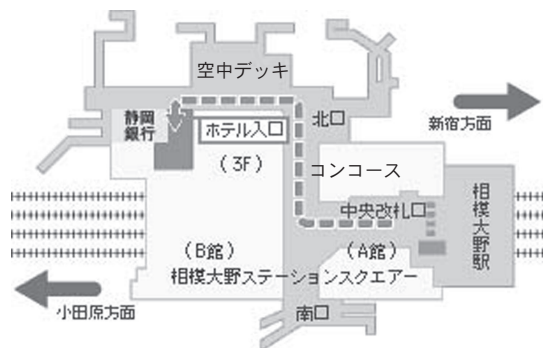 空中デッキ
静岡
銀行
ホテル入口
北口
新宿方面
(3F)
コンコース
中央改札口
相模大野駅
(B館)
(A館)
相模大野ステーションスクエアー
小田原方面
南口